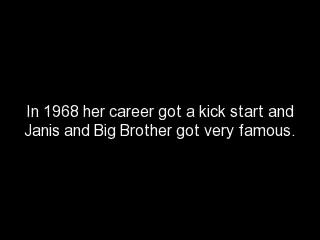 In 1968 her career got a kick start and
Janis and Big Brother got very famous.